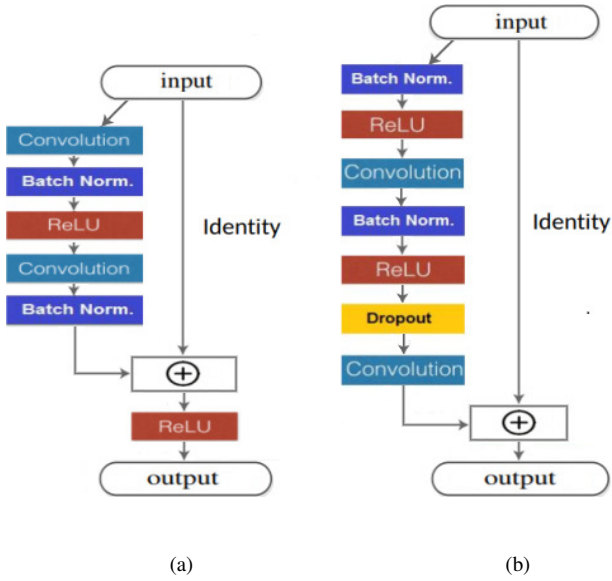 input
Convolution
Batch Norm.
ReLU
Convolution
Batch Norm.
Identity
ReLU
output
(a)
input
Batch Norm.
ReLU
Convolution
Batch Norm.
ReLU
Dropout
Convolution
Identity
output
(b)